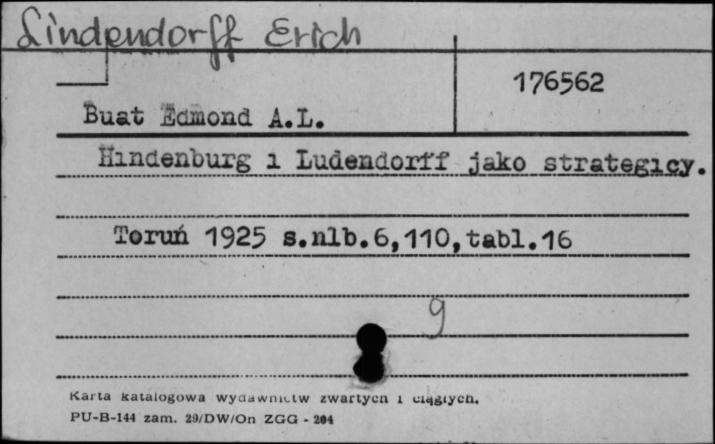 Lindendorff Erich
176562
Buat Edmond A.L.
Hindenburg i Ludendorff jako strategicy.
Toruń 1925 s.nlb.6,110,tabl.16
9
Karta katalogowa wydawnictw zwartych i ciągłych.
PU-B-144 zam. 29/DW/On ZGG - 204